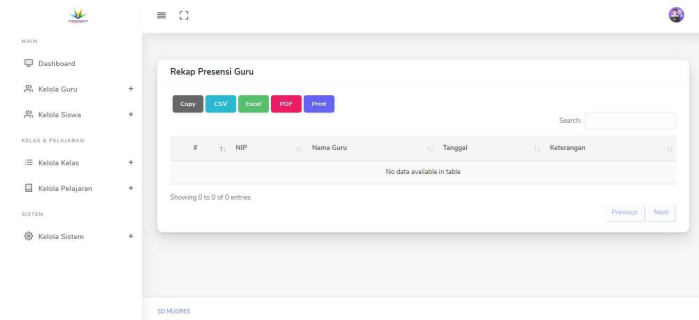 MAIN
Dashboard
Kelola Guru +
Kelola Siswa +
KELAS & PELAJARAN
Kelola Kelas +
Kelola Pelajaran +
SISTEM
Kelola Sistem +
Rekap Presensi Guru
Copy CSV Excel PDF Print
Search:
# NIP Nama Guru Tanggal Keterangan
No data available in table
Showing 0 to 0 of 0 entries
Previous Next
SD MUGRES